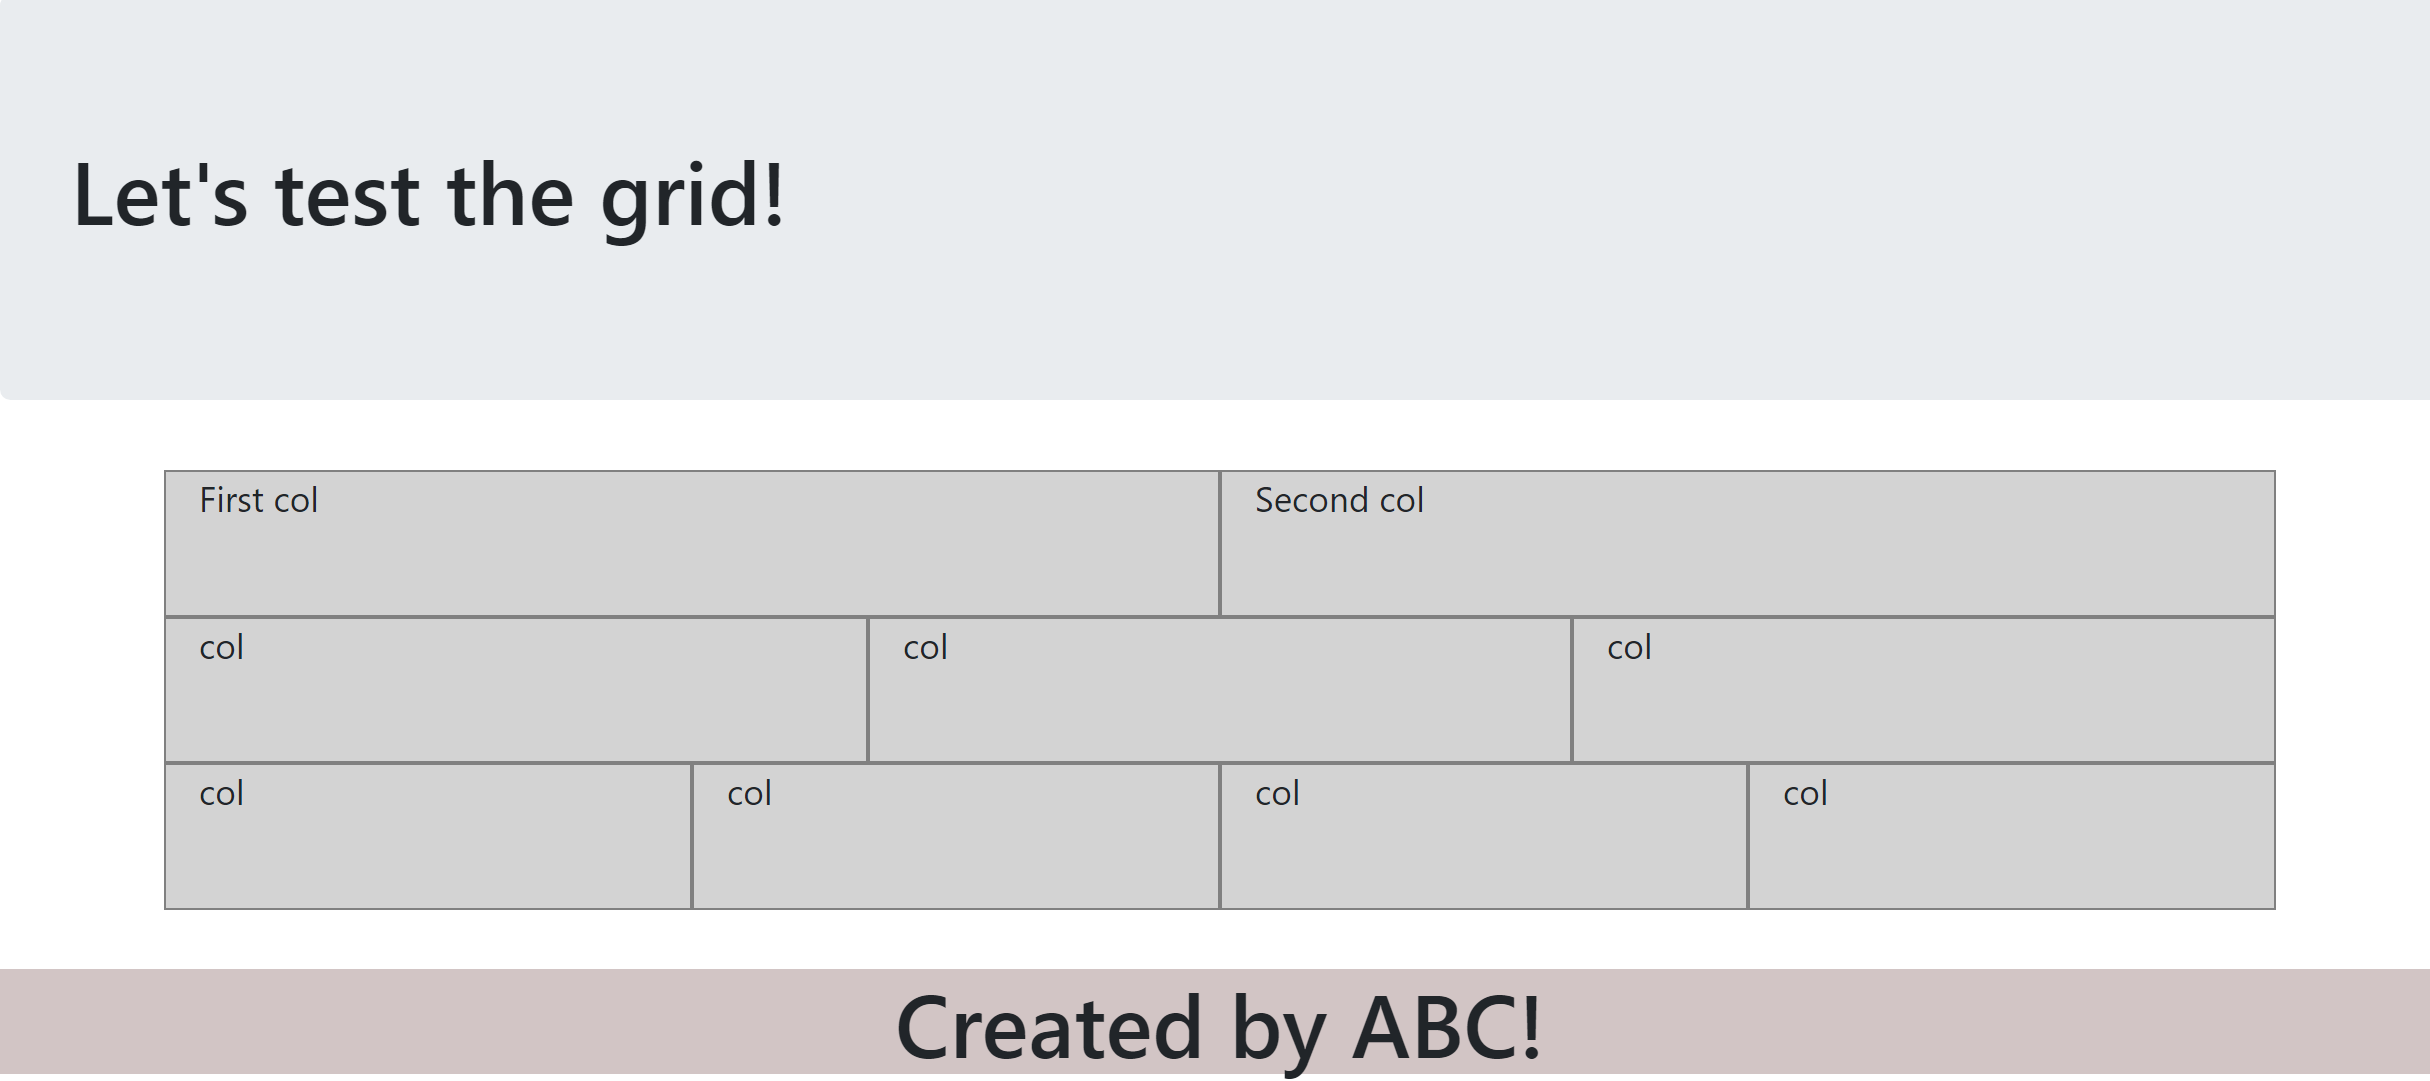 Let's test the grid!
First col
Second col
col
col
col
col
col
col
col
Created by ABC!